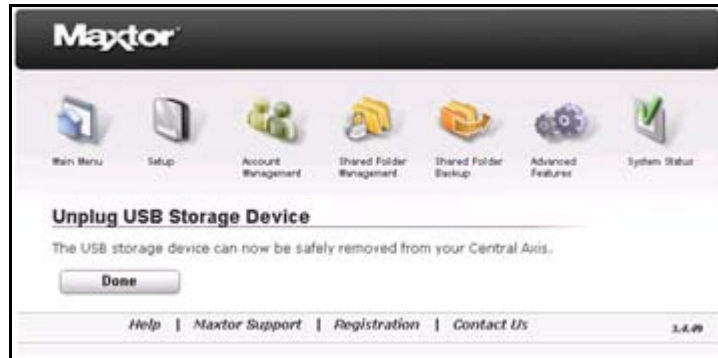 Maxtor
Main Menu
Setup
Account Management
Shared Folder Management
Shared Folder Backup
Advanced Features
System Status
Unplug USB Storage Device
The USB storage device can now be safely removed from your Central Axis.
Done
Help | Maxtor Support | Registration | Contact Us